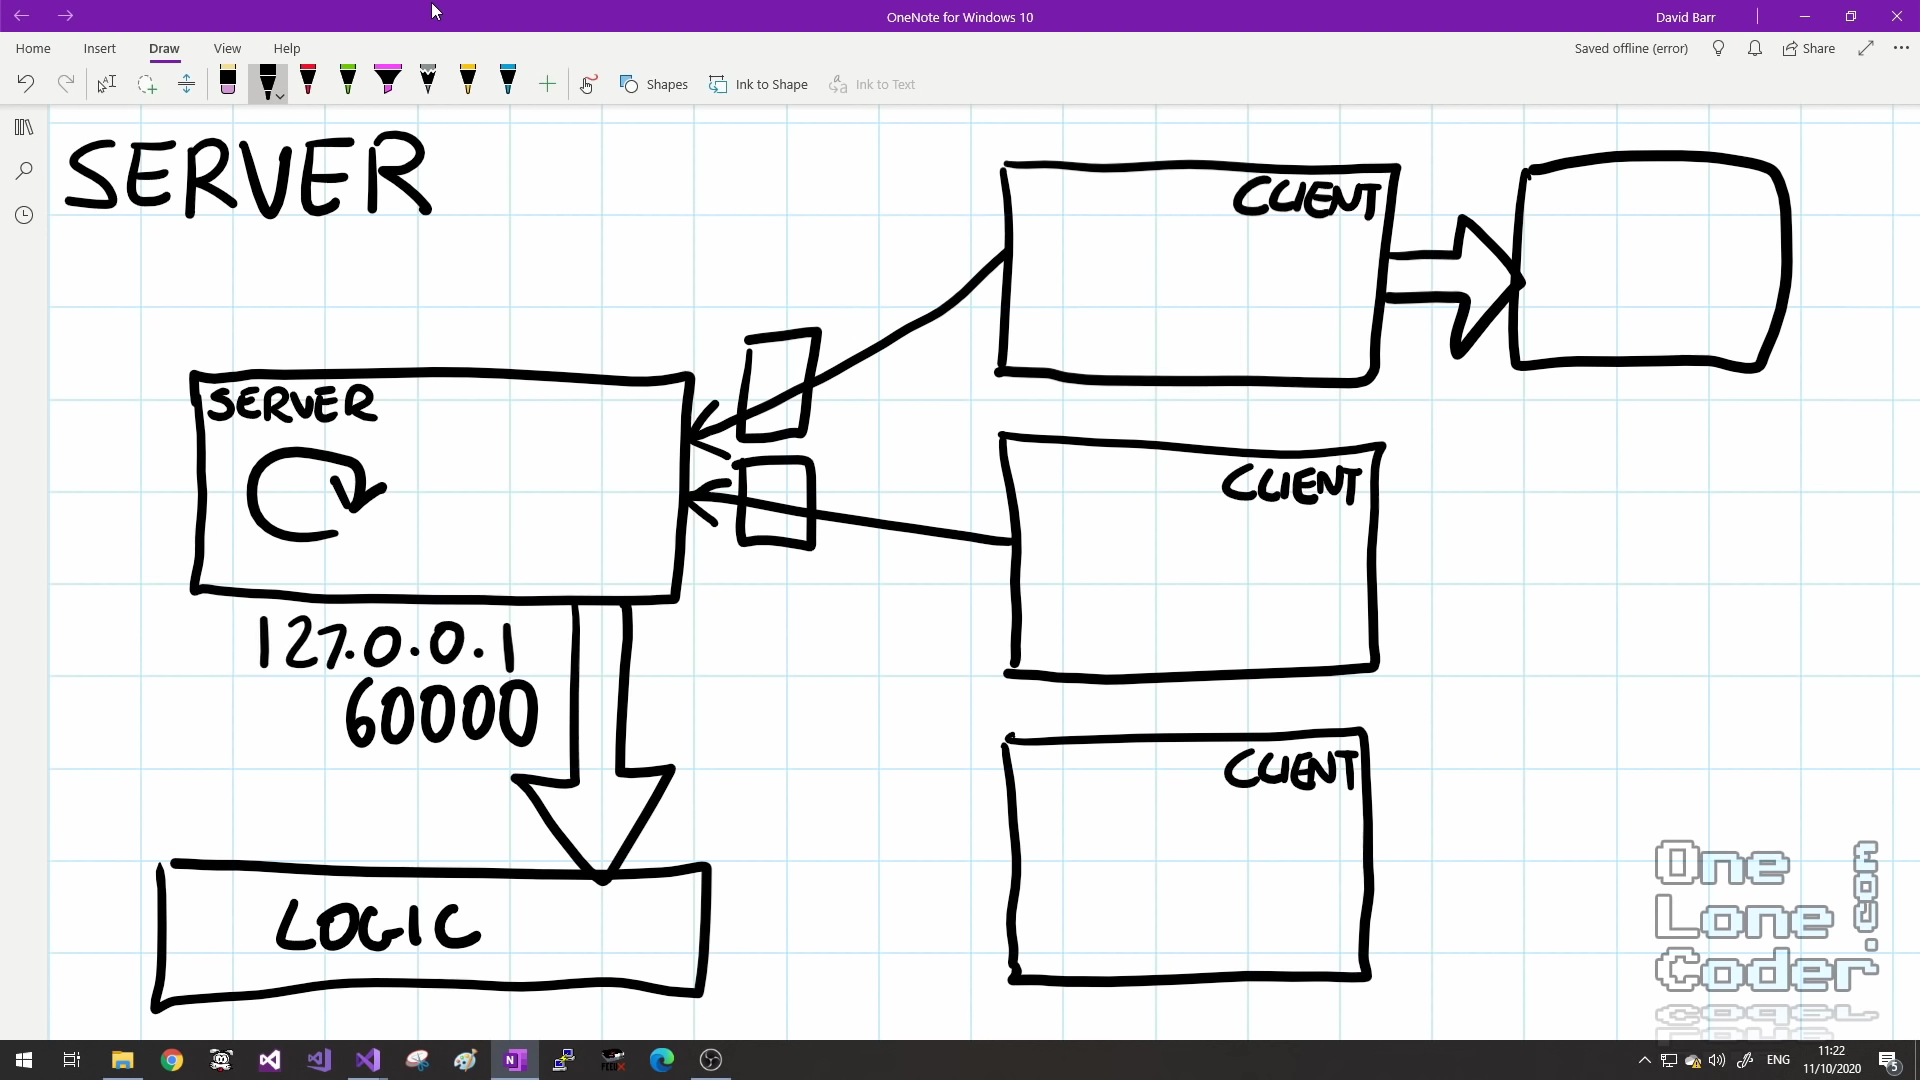 OneNote for Windows 10
David Barr
Home Insert Draw View Help
Saved offline (error)
Share
Shapes
Ink to Shape
Ink to Text
SERVER
CLIENT
SERVER
CLIENT
127.0.0.1
60000
CLIENT
LOGIC
One
Lone
Coder
.com
ENG
11:22
11/10/2020
5